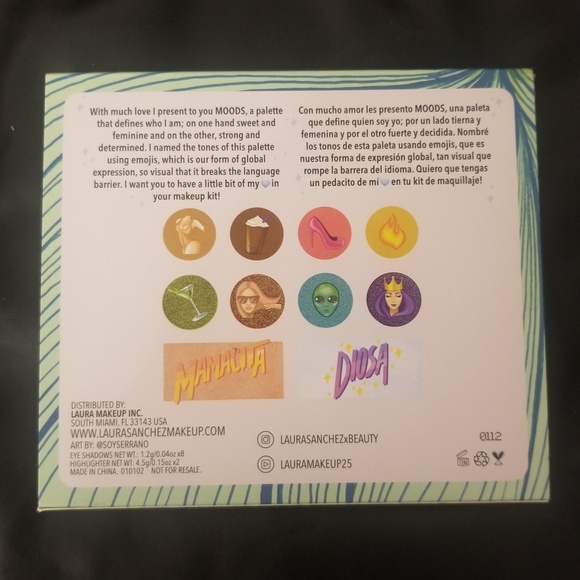 With much love I present to you MOODS, a palette
that defines who I am; on one hand sweet and
feminine and on the other, strong and
determined. I named the tones of this palette
using emojis, which is our form of global
expression, so visual that it breaks the language
barrier. I want you to have a little bit of my 💙 in
your makeup kit!
Con mucho amor les presento MOODS, una paleta
que define quien soy yo; por un lado tierna y
femenina y por el otro fuerte y decidida. Nombré
los tonos de esta paleta usando emojis, que es
nuestra forma de expresión global, tan visual que
rompe la barrera del idioma. Quiero que tengas
un pedacito de mí 💙 en tu kit de maquillaje!
MAMACITA
DIOSA
DISTRIBUTED BY:
LAURA MAKEUP INC.
SOUTH MIAMI, FL 33143 USA
WWW.LAURASANCHEZMAKEUP.COM
ART BY: @SOYSERRANO
EYE SHADOWS NET WT.: 1.2g/0.04oz x8
HIGHLIGHTER NET WT: 4.5g/0.15oz x2
MADE IN CHINA. 010102 NOT FOR RESALE.
LAURASANCHEZxBEAUTY
LAURAMAKEUP25
0112